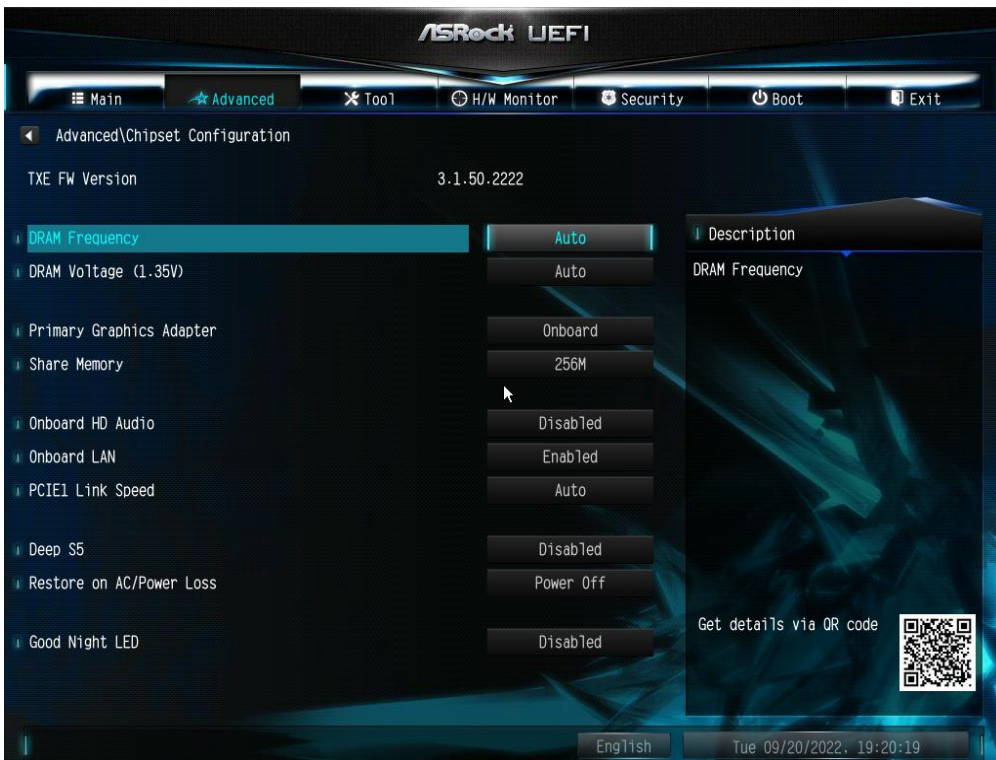 ASRock UEFI
Main Advanced Tool H/W Monitor Security Boot Exit
Advanced\Chipset Configuration
TXE FW Version 3.1.50.2222
DRAM Frequency Auto
DRAM Voltage (1.35V) Auto
Primary Graphics Adapter Onboard
Share Memory 256M
Onboard HD Audio Disabled
Onboard LAN Enabled
PCIE1 Link Speed Auto
Deep S5 Disabled
Restore on AC/Power Loss Power Off
Good Night LED Disabled
Description
DRAM Frequency
Get details via QR code
English Tue 09/20/2022. 19:20:19